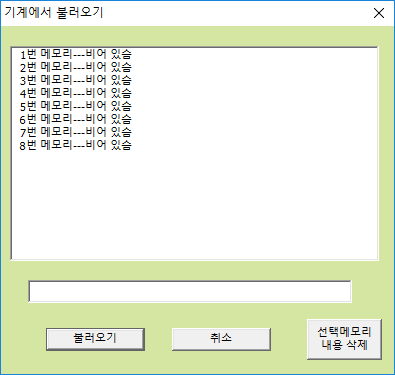 기계에서 불러오기
1번 메모리---비어 있슴
2번 메모리---비어 있슴
3번 메모리---비어 있슴
4번 메모리---비어 있슴
5번 메모리---비어 있슴
6번 메모리---비어 있슴
7번 메모리---비어 있슴
8번 메모리---비어 있슴
불러오기
취소
선택메모리
내용 삭제